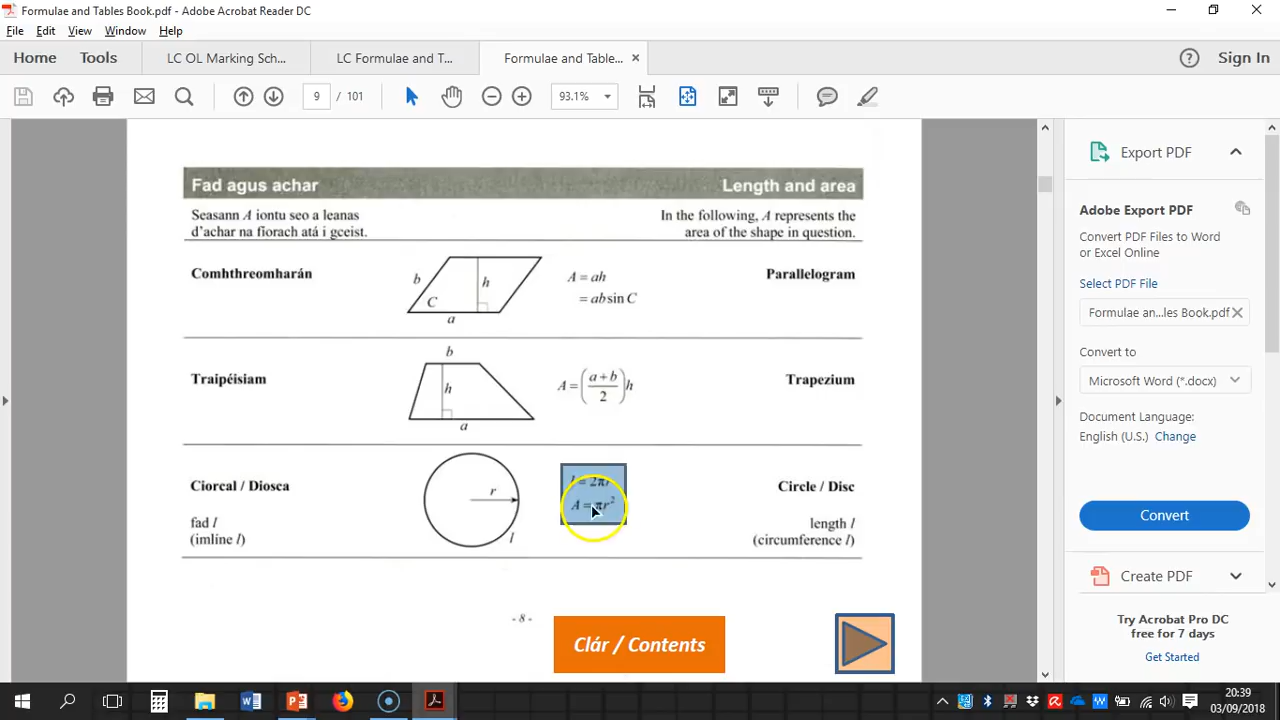 Formulae and Tables Book.pdf - Adobe Acrobat Reader DC
File Edit View Window Help
Home Tools LC OL Marking Sch... LC Formulae and T... Formulae and Table... ×
? Sign In
9 / 101 93.1%
Fad agus achar Length and area
Seasann A iontu seo a leanas In the following, A represents the
d'achar na fíorach atá i gceist. area of the shape in question.
Comhthreomharán b h C a A = ah Parallelogram
= ab sin C
Traipéisiam b h a A = (a + b / 2) h Trapezium
Ciorcal / Diosca r l l = 2πr Circle / Disc
A = πr²
fad l length l
(imline l) (circumference l)
- 8 -
Clár / Contents
Export PDF
Adobe Export PDF
Convert PDF Files to Word
or Excel Online
Select PDF File
Formulae an...les Book.pdf ×
Convert to
Microsoft Word (*.docx)
Document Language:
English (U.S.) Change
Convert
Create PDF
Try Acrobat Pro DC
free for 7 days
Get Started
20:39
03/09/2018